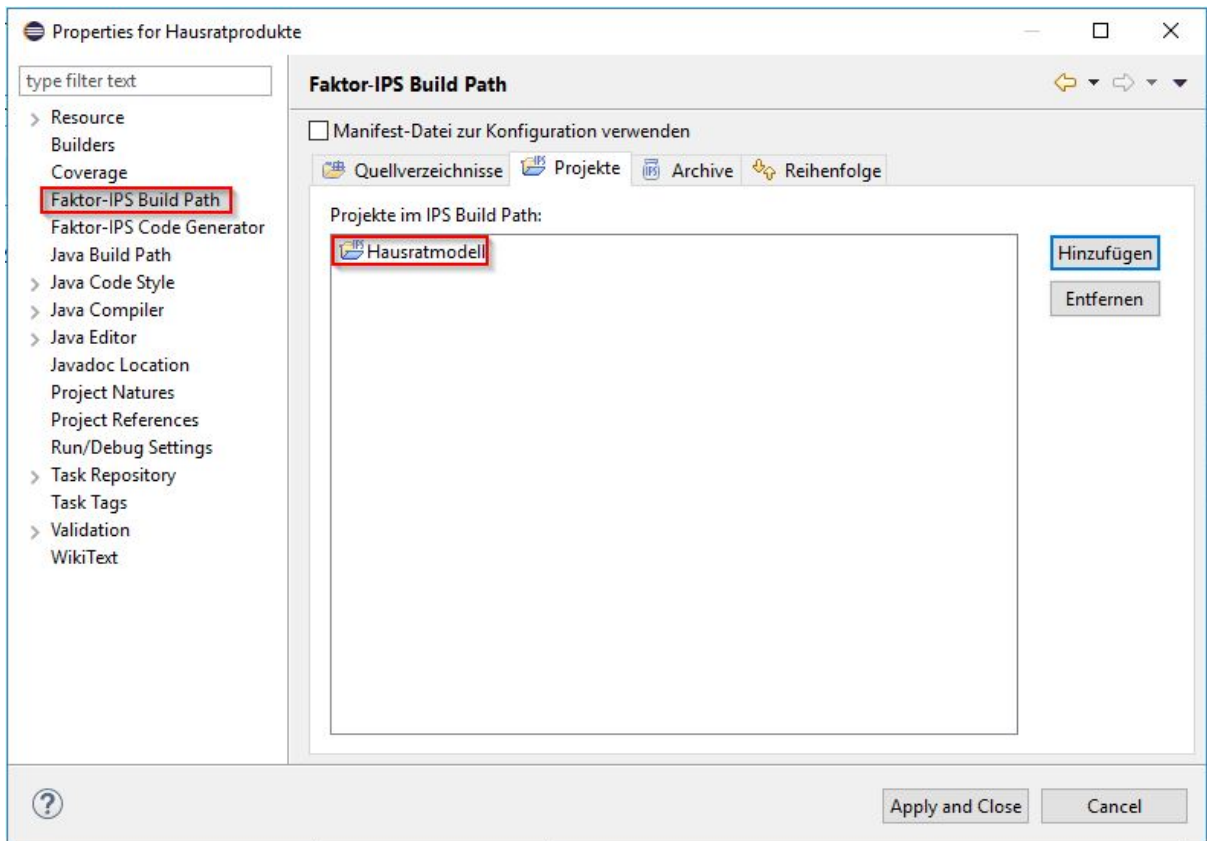 Properties for Hausratprodukte
type filter text
Resource
Builders
Coverage
Faktor-IPS Build Path
Faktor-IPS Code Generator
Java Build Path
Java Code Style
Java Compiler
Java Editor
Javadoc Location
Project Natures
Project References
Run/Debug Settings
Task Repository
Task Tags
Validation
WikiText
Faktor-IPS Build Path
Manifest-Datei zur Konfiguration verwenden
Quellverzeichnisse Projekte Archive Reihenfolge
Projekte im IPS Build Path:
Hausratmodell
Hinzufügen
Entfernen
Apply and Close Cancel